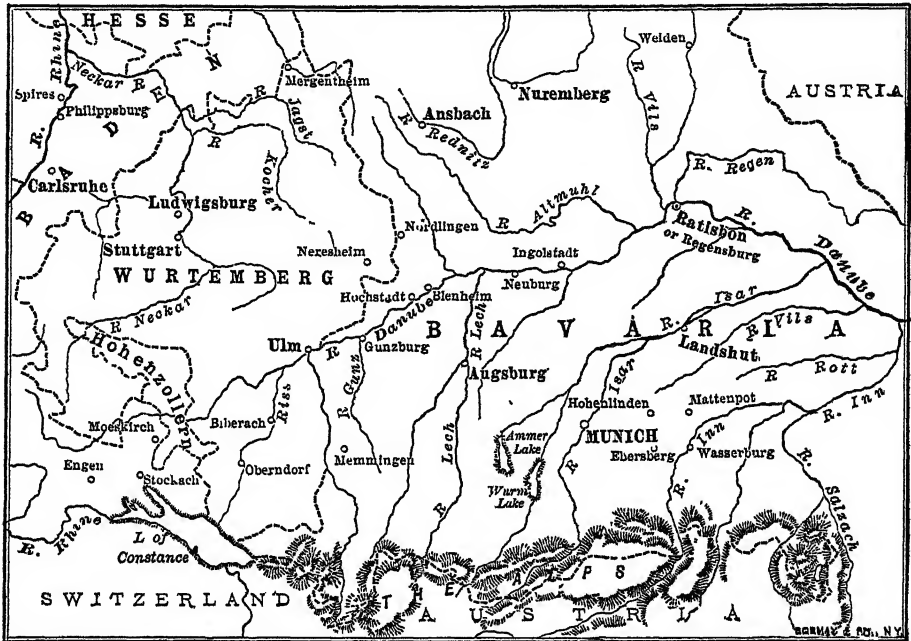 HESSEN
R. Rhine
Neckar
Spires
Philippsburg
BADEN
R
Carlsruhe
Mergentheim
R Jagst
R Kocher
Ludwigsburg
Stuttgart
WURTEMBERG
R Neckar
Hohenzollern
Ansbach
R Rednitz
Nuremberg
Weiden
R Vils
AUSTRIA
R. Regen
R Altmuhl
Ratisbon
or Regensburg
R. Danube
Nordlingen
Neresheim
Ingolstadt
Neuburg
Hochstadt
Blenheim
R Danube
BAVARIA
Ulm
Gunzburg
R Gunz
R Lech
Augsburg
R. Isar
Landshut
R Vils
R Rott
R. Inn
Biberach
Riss
Moeskirch
Engen
Stockach
Oberndorf
Memmingen
R Lech
Ammer
Lake
Wurm
Lake
Hohenlinden
Mattenpot
MUNICH
R Isar
Ebersberg
Wasserburg
R. Inn
R. Salzach
R. Rhine
L of
Constance
SWITZERLAND
THE ALPS
AUSTRIA